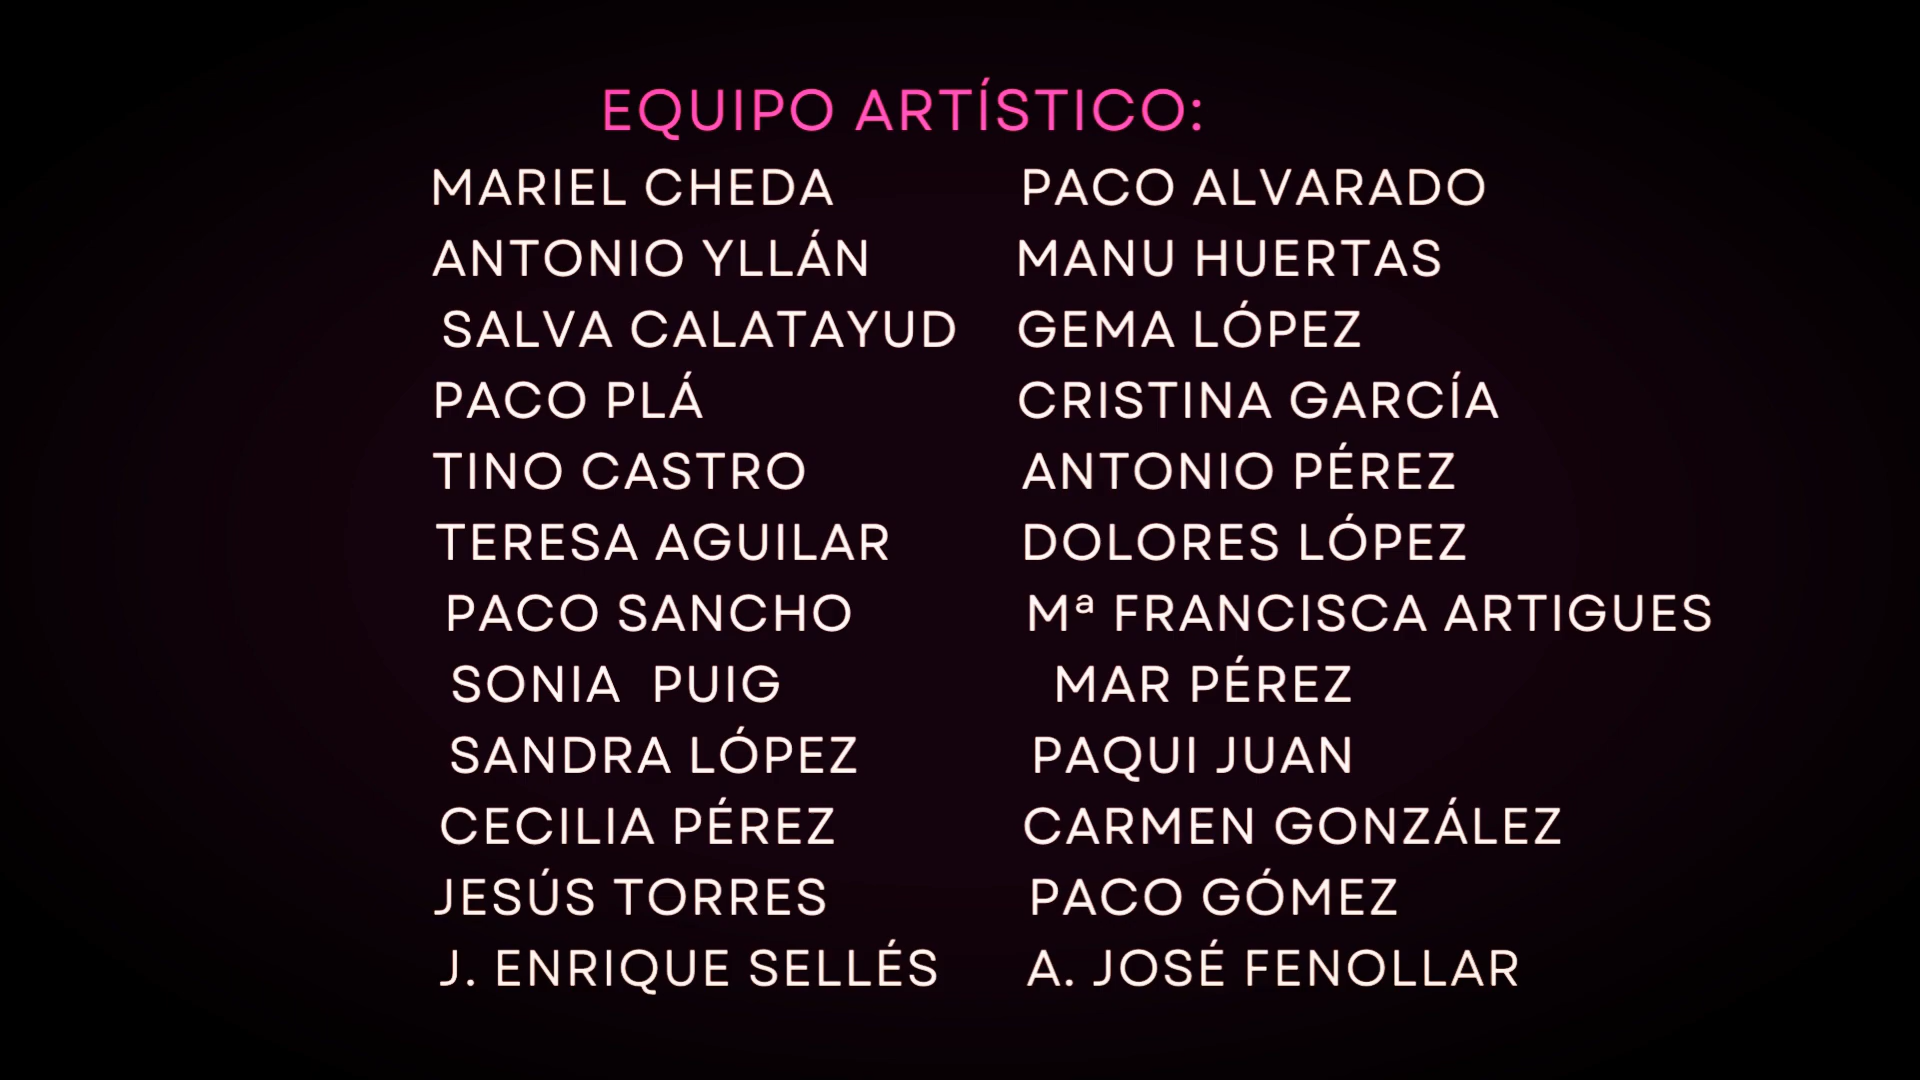 EQUIPO ARTÍSTICO:
MARIEL CHEDA PACO ALVARADO
ANTONIO YLLÁN MANU HUERTAS
SALVA CALATAYUD GEMA LÓPEZ
PACO PLÁ CRISTINA GARCÍA
TINO CASTRO ANTONIO PÉREZ
TERESA AGUILAR DOLORES LÓPEZ
PACO SANCHO Mª FRANCISCA ARTIGUES
SONIA PUIG MAR PÉREZ
SANDRA LÓPEZ PAQUI JUAN
CECILIA PÉREZ CARMEN GONZÁLEZ
JESÚS TORRES PACO GÓMEZ
J. ENRIQUE SELLÉS A. JOSÉ FENOLLAR